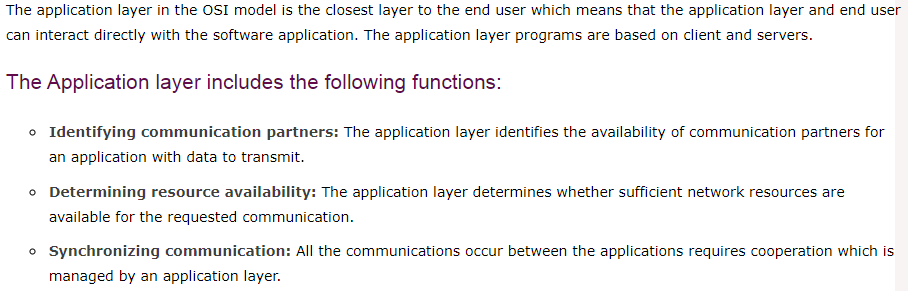 The application layer in the OSI model is the closest layer to the end user which means that the application layer and end user
can interact directly with the software application. The application layer programs are based on client and servers.
The Application layer includes the following functions:
Identifying communication partners: The application layer identifies the availability of communication partners for
an application with data to transmit.
Determining resource availability: The application layer determines whether sufficient network resources are
available for the requested communication.
Synchronizing communication: All the communications occur between the applications requires cooperation which is
managed by an application layer.